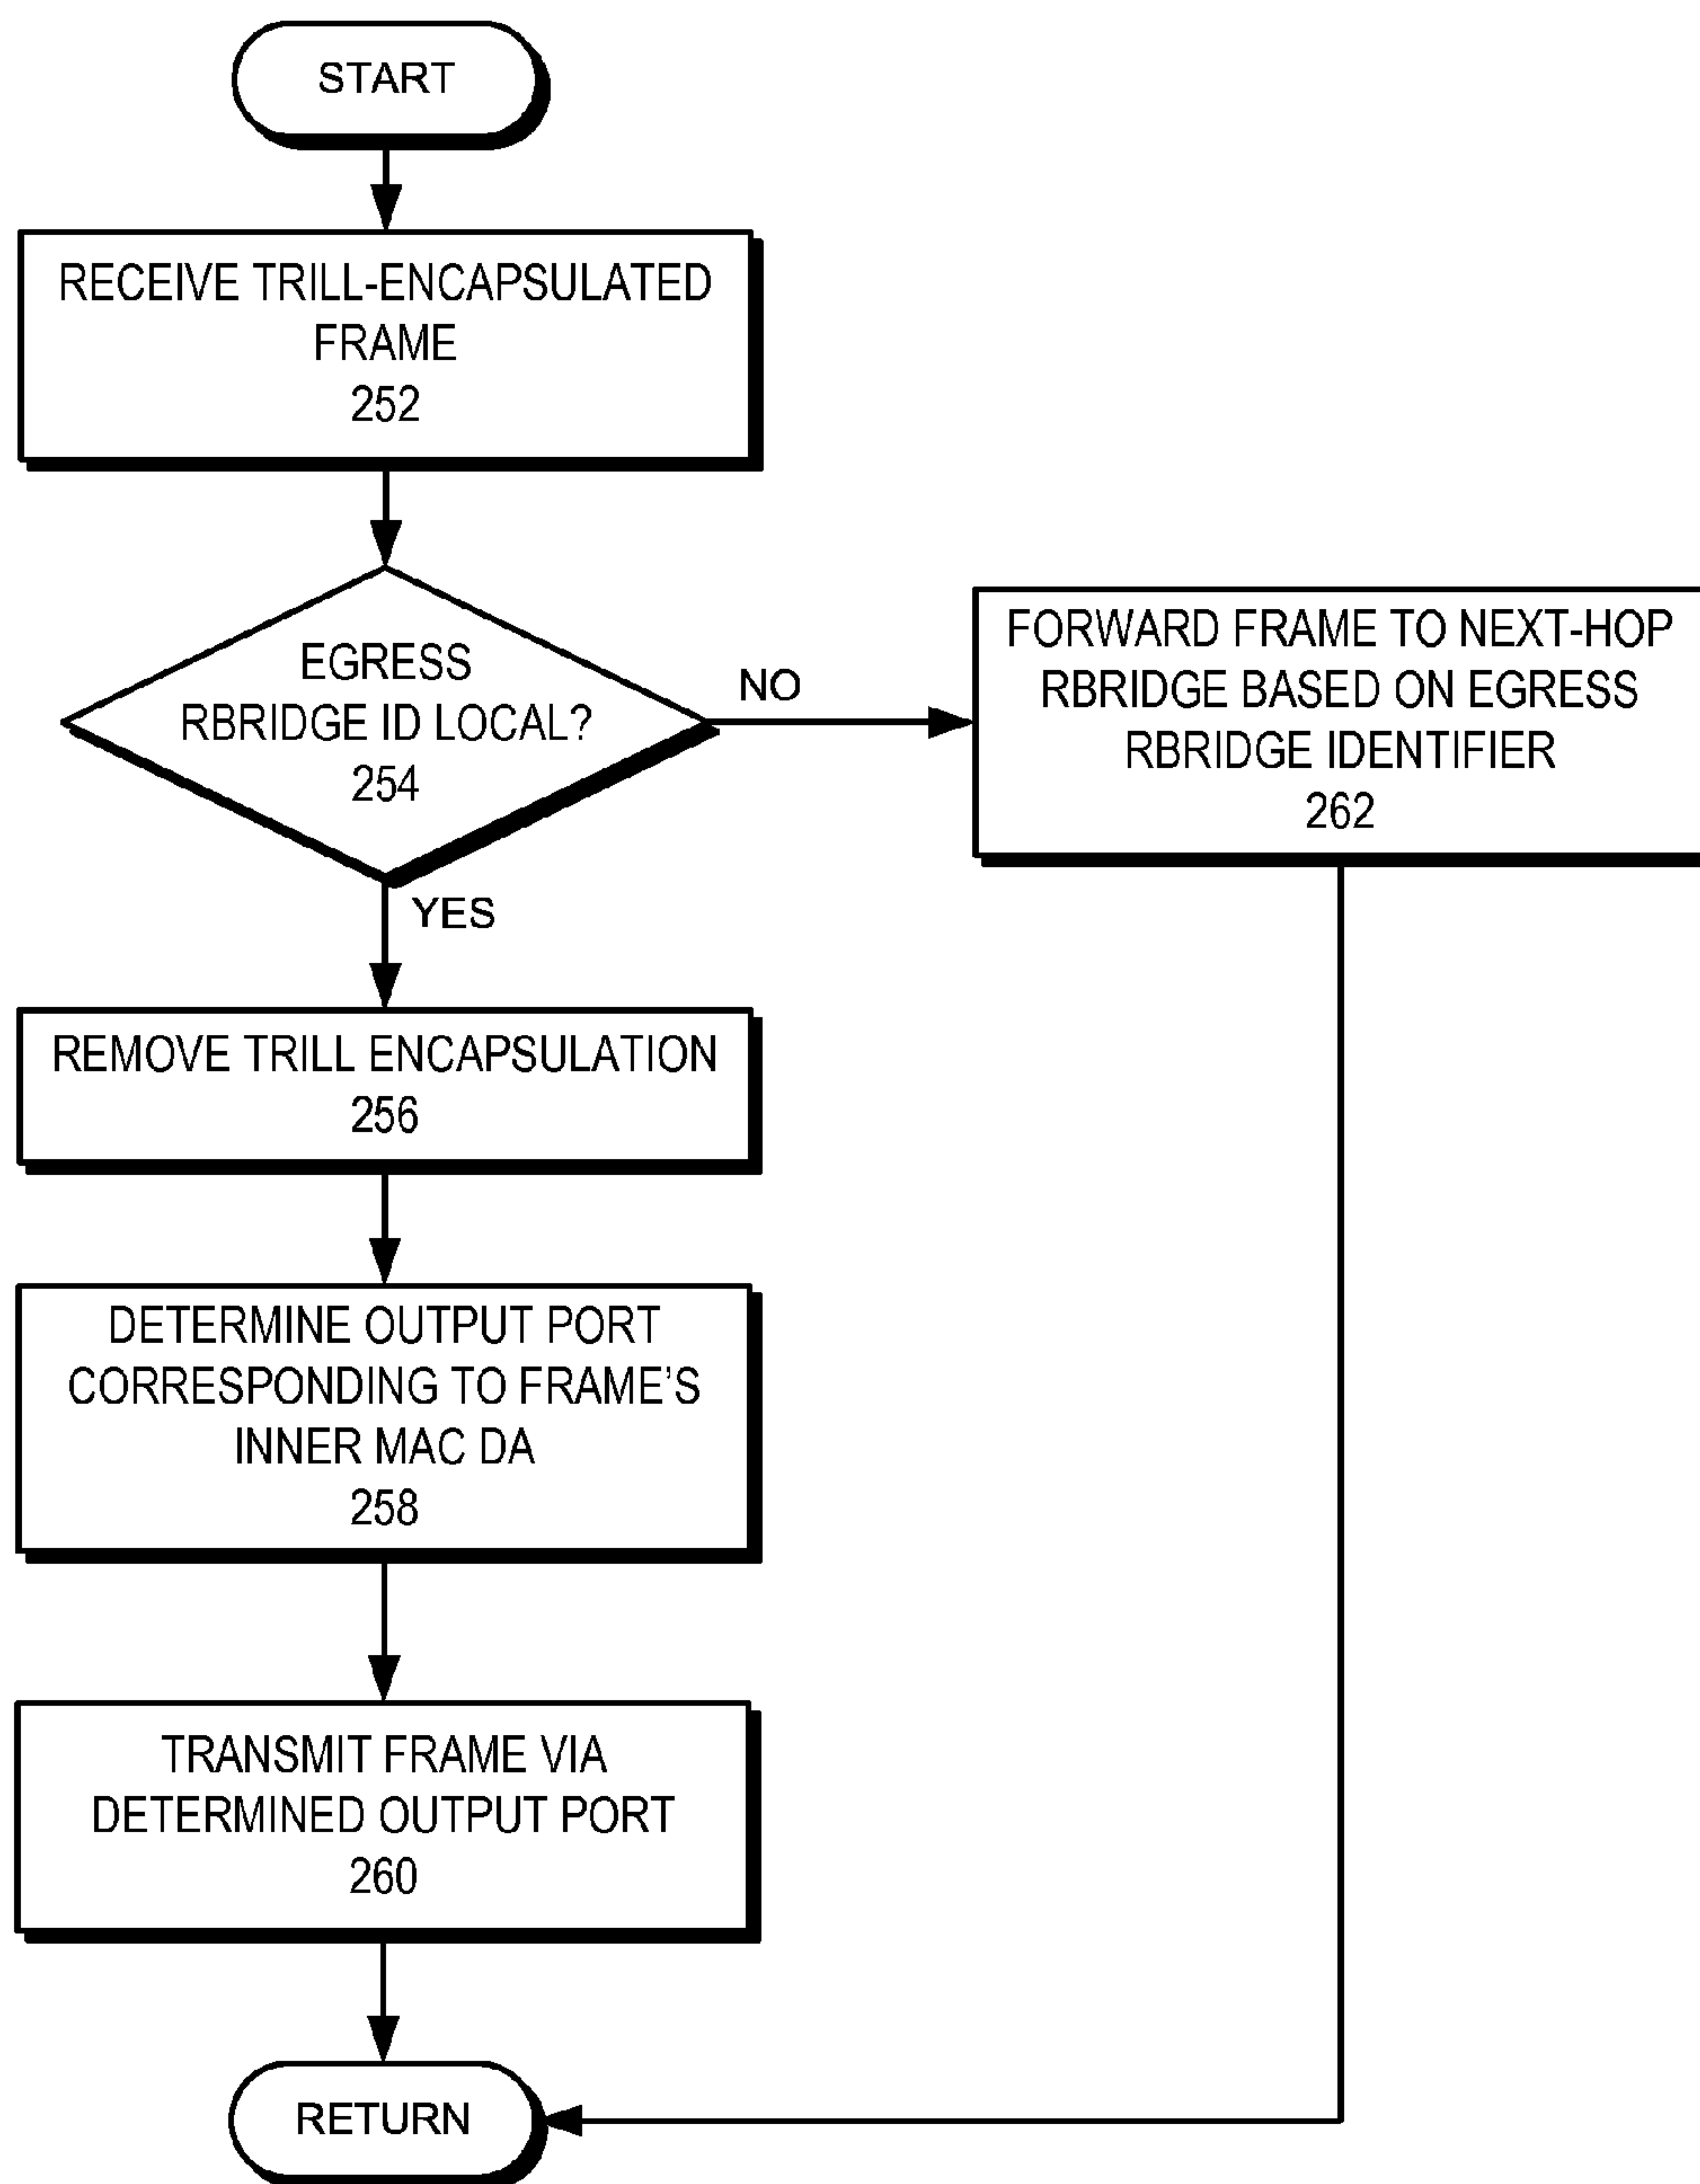 START
RECEIVE TRILL-ENCAPSULATED
FRAME
252
EGRESS
RBRIDGE ID LOCAL?
254
NO
FORWARD FRAME TO NEXT-HOP
RBRIDGE BASED ON EGRESS
RBRIDGE IDENTIFIER
262
YES
REMOVE TRILL ENCAPSULATION
256
DETERMINE OUTPUT PORT
CORRESPONDING TO FRAME’S
INNER MAC DA
258
TRANSMIT FRAME VIA
DETERMINED OUTPUT PORT
260
RETURN